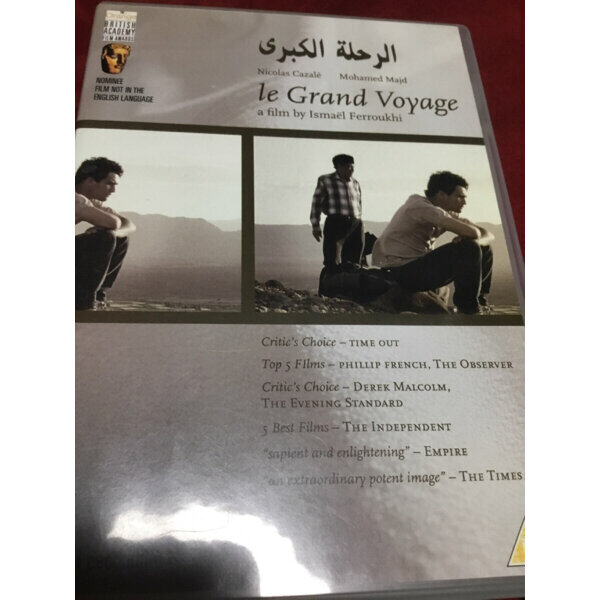 Orange
BRITISH
ACADEMY
FILM AWARDS
NOMINEE
FILM NOT IN THE
ENGLISH LANGUAGE
الرحلة الكبرى
Nicolas Cazalé Mohamed Majd
le Grand Voyage
a film by Ismaël Ferroukhi
Critic's Choice – TIME OUT
Top 5 FIlms – PHILLIP FRENCH, THE OBSERVER
Critic's Choice – DEREK MALCOLM,
THE EVENING STANDARD
5 Best Films – THE INDEPENDENT
"sapient and enlightening" – EMPIRE
"an extraordinary potent image" – THE TIMES